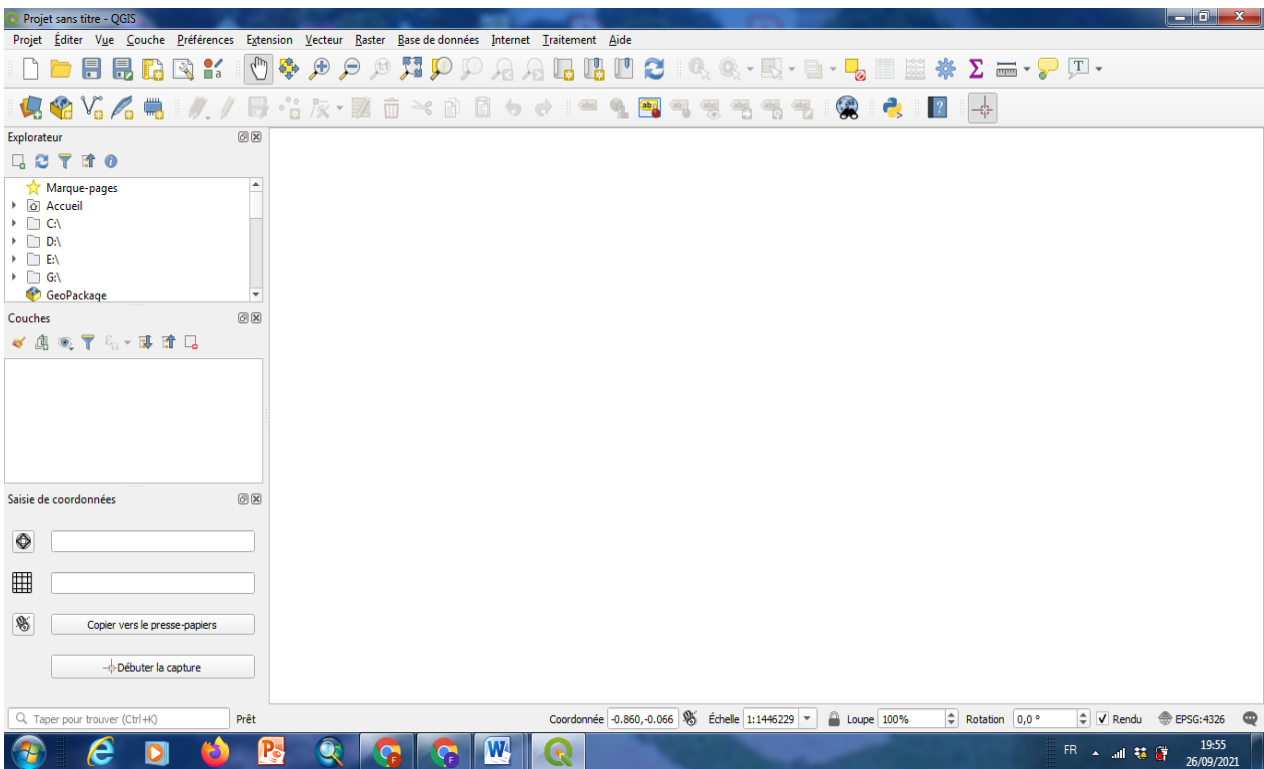 Projet sans titre - QGIS
Projet Éditer Vue Couche Préférences Extension Vecteur Raster Base de données Internet Traitement Aide
Explorateur
Marque-pages
Accueil
C:\
D:\
E:\
G:\
GeoPackage
Couches
Saisie de coordonnées
Copier vers le presse-papiers
Débuter la capture
Taper pour trouver (Ctrl+K) Prêt Coordonnée -0.860,-0.066 Échelle 1:1446229 Loupe 100% Rotation 0,0 ° Rendu EPSG:4326
FR 19:55
26/09/2021